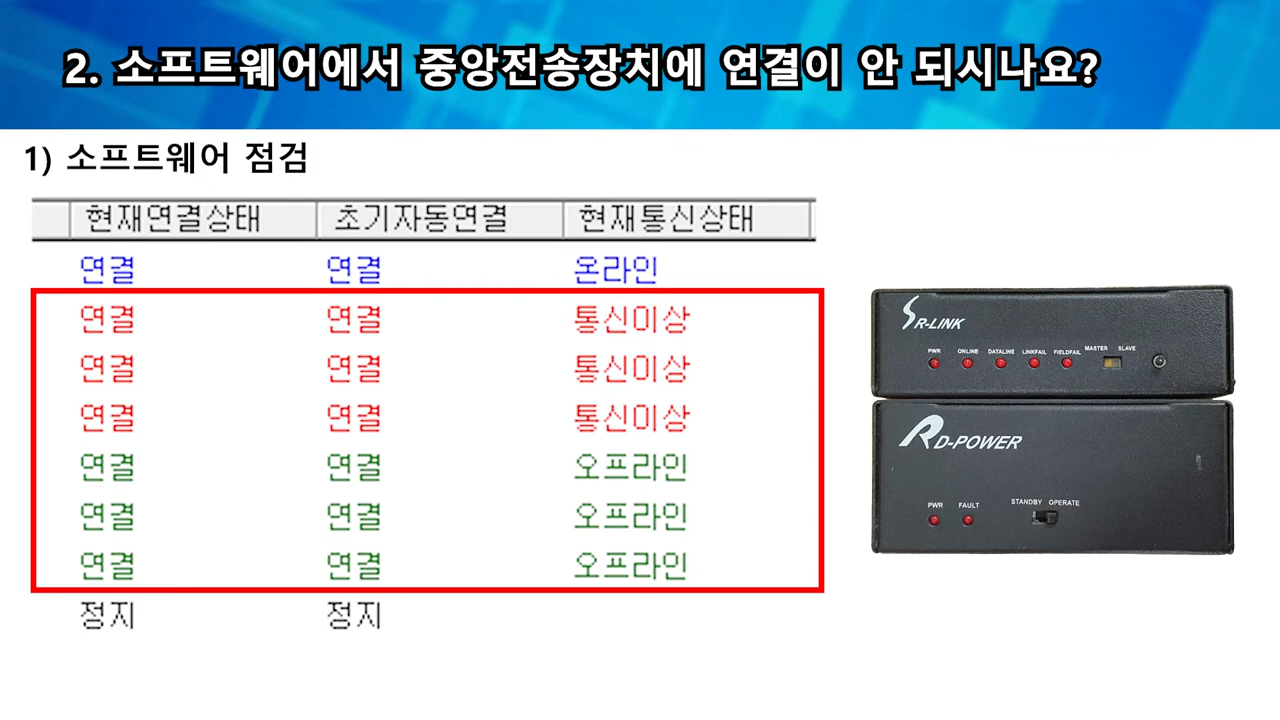 2. 소프트웨어에서 중앙전송장치에 연결이 안 되시나요?
1) 소프트웨어 점검
현재연결상태 초기자동연결 현재통신상태
연결 연결 온라인
연결 연결 통신이상
연결 연결 통신이상
연결 연결 통신이상
연결 연결 오프라인
연결 연결 오프라인
연결 연결 오프라인
정지 정지
SR-LINK
PWR ONLINE DATALINE LINKFAIL FIELDFAIL MASTER SLAVE
RD-POWER
STANDBY OPERATE
PWR FAULT